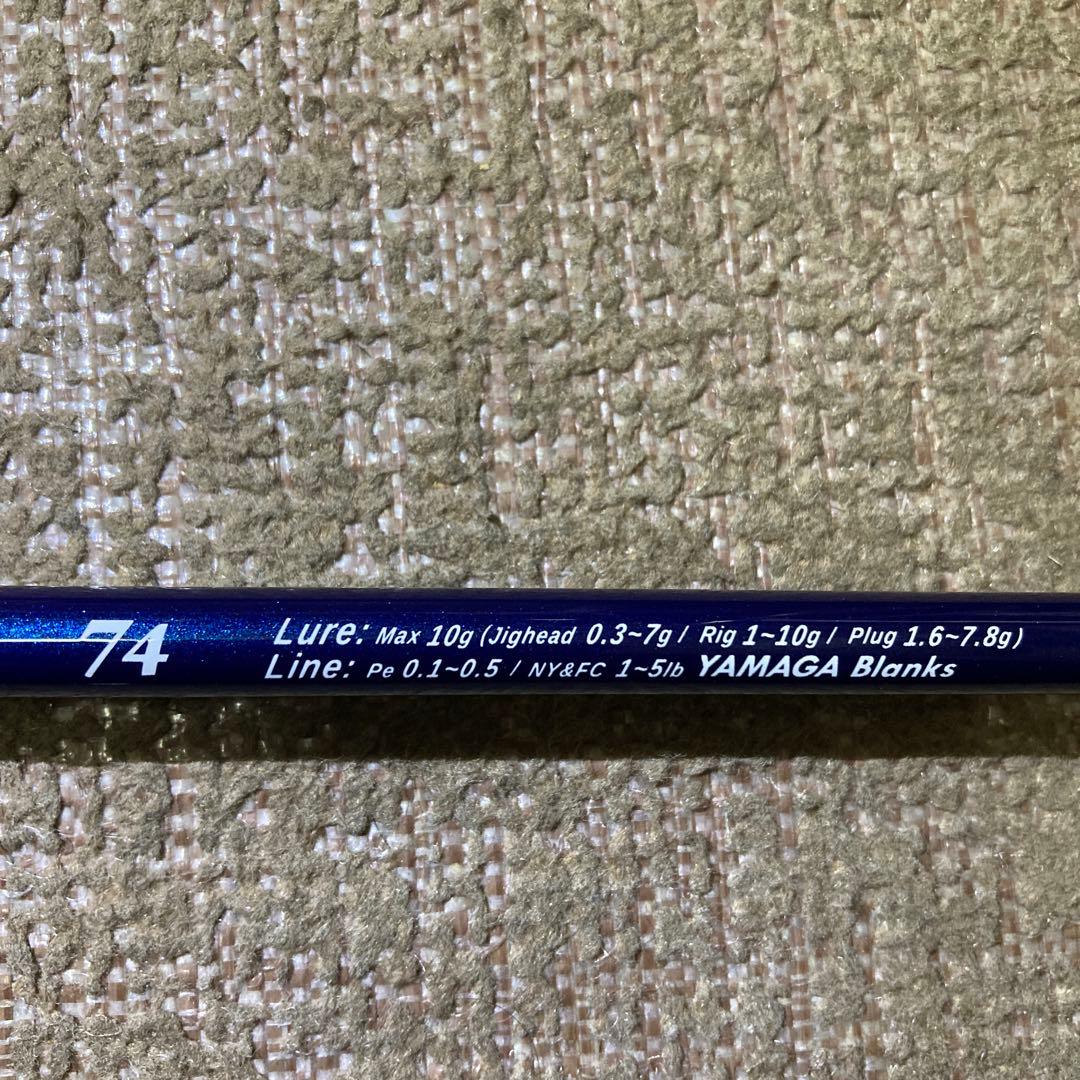 74
Lure: Max 10g (Jighead 0.3~7g / Rig 1~10g / Plug 1.6~7.8g)
Line: Pe 0.1~0.5 / NY&FC 1~5lb YAMAGA Blanks